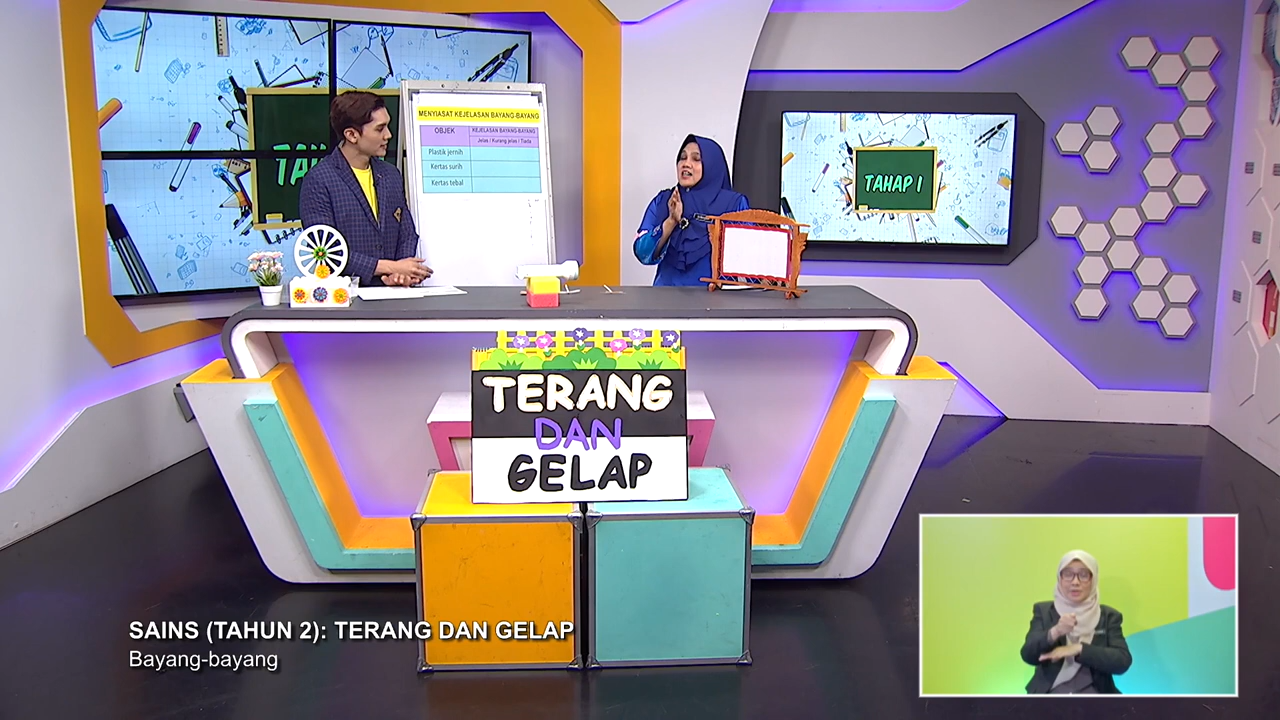 MENYIASAT KEJELASAN BAYANG-BAYANG
OBJEK
KEJELASAN BAYANG-BAYANG
Jelas / Kurang jelas / Tiada
Plastik jernih
Kertas surih
Kertas tebal
TAHAP 1
TERANG
DAN
GELAP
SAINS (TAHUN 2): TERANG DAN GELAP
Bayang-bayang